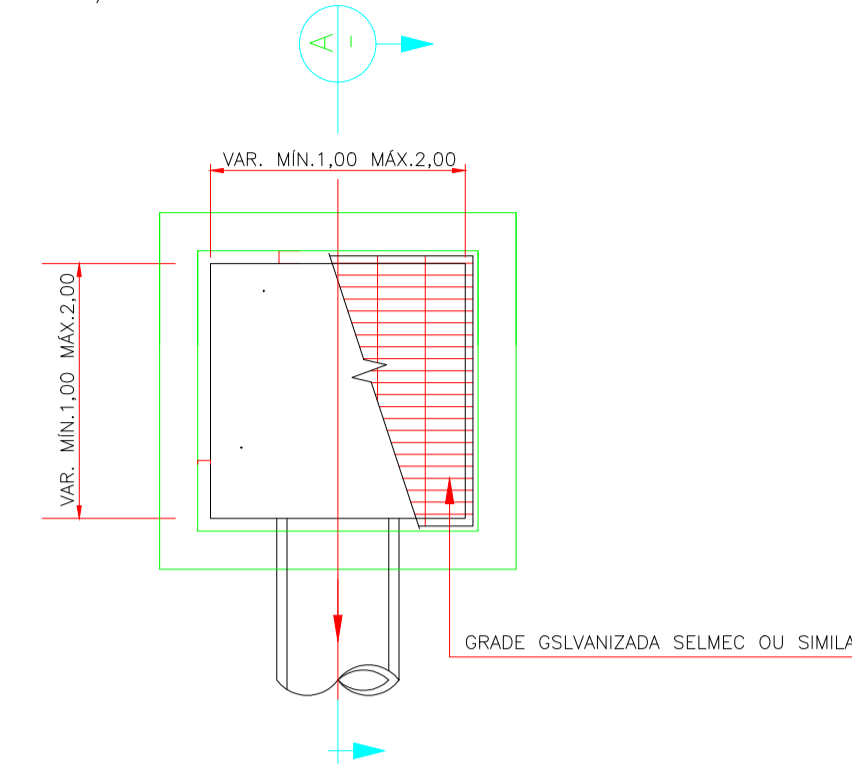 A
-
VAR. MÍN.1,00 MÁX.2,00
VAR. MÍN.1,00 MÁX.2,00
GRADE GSLVANIZADA SELMEC OU SIMILA